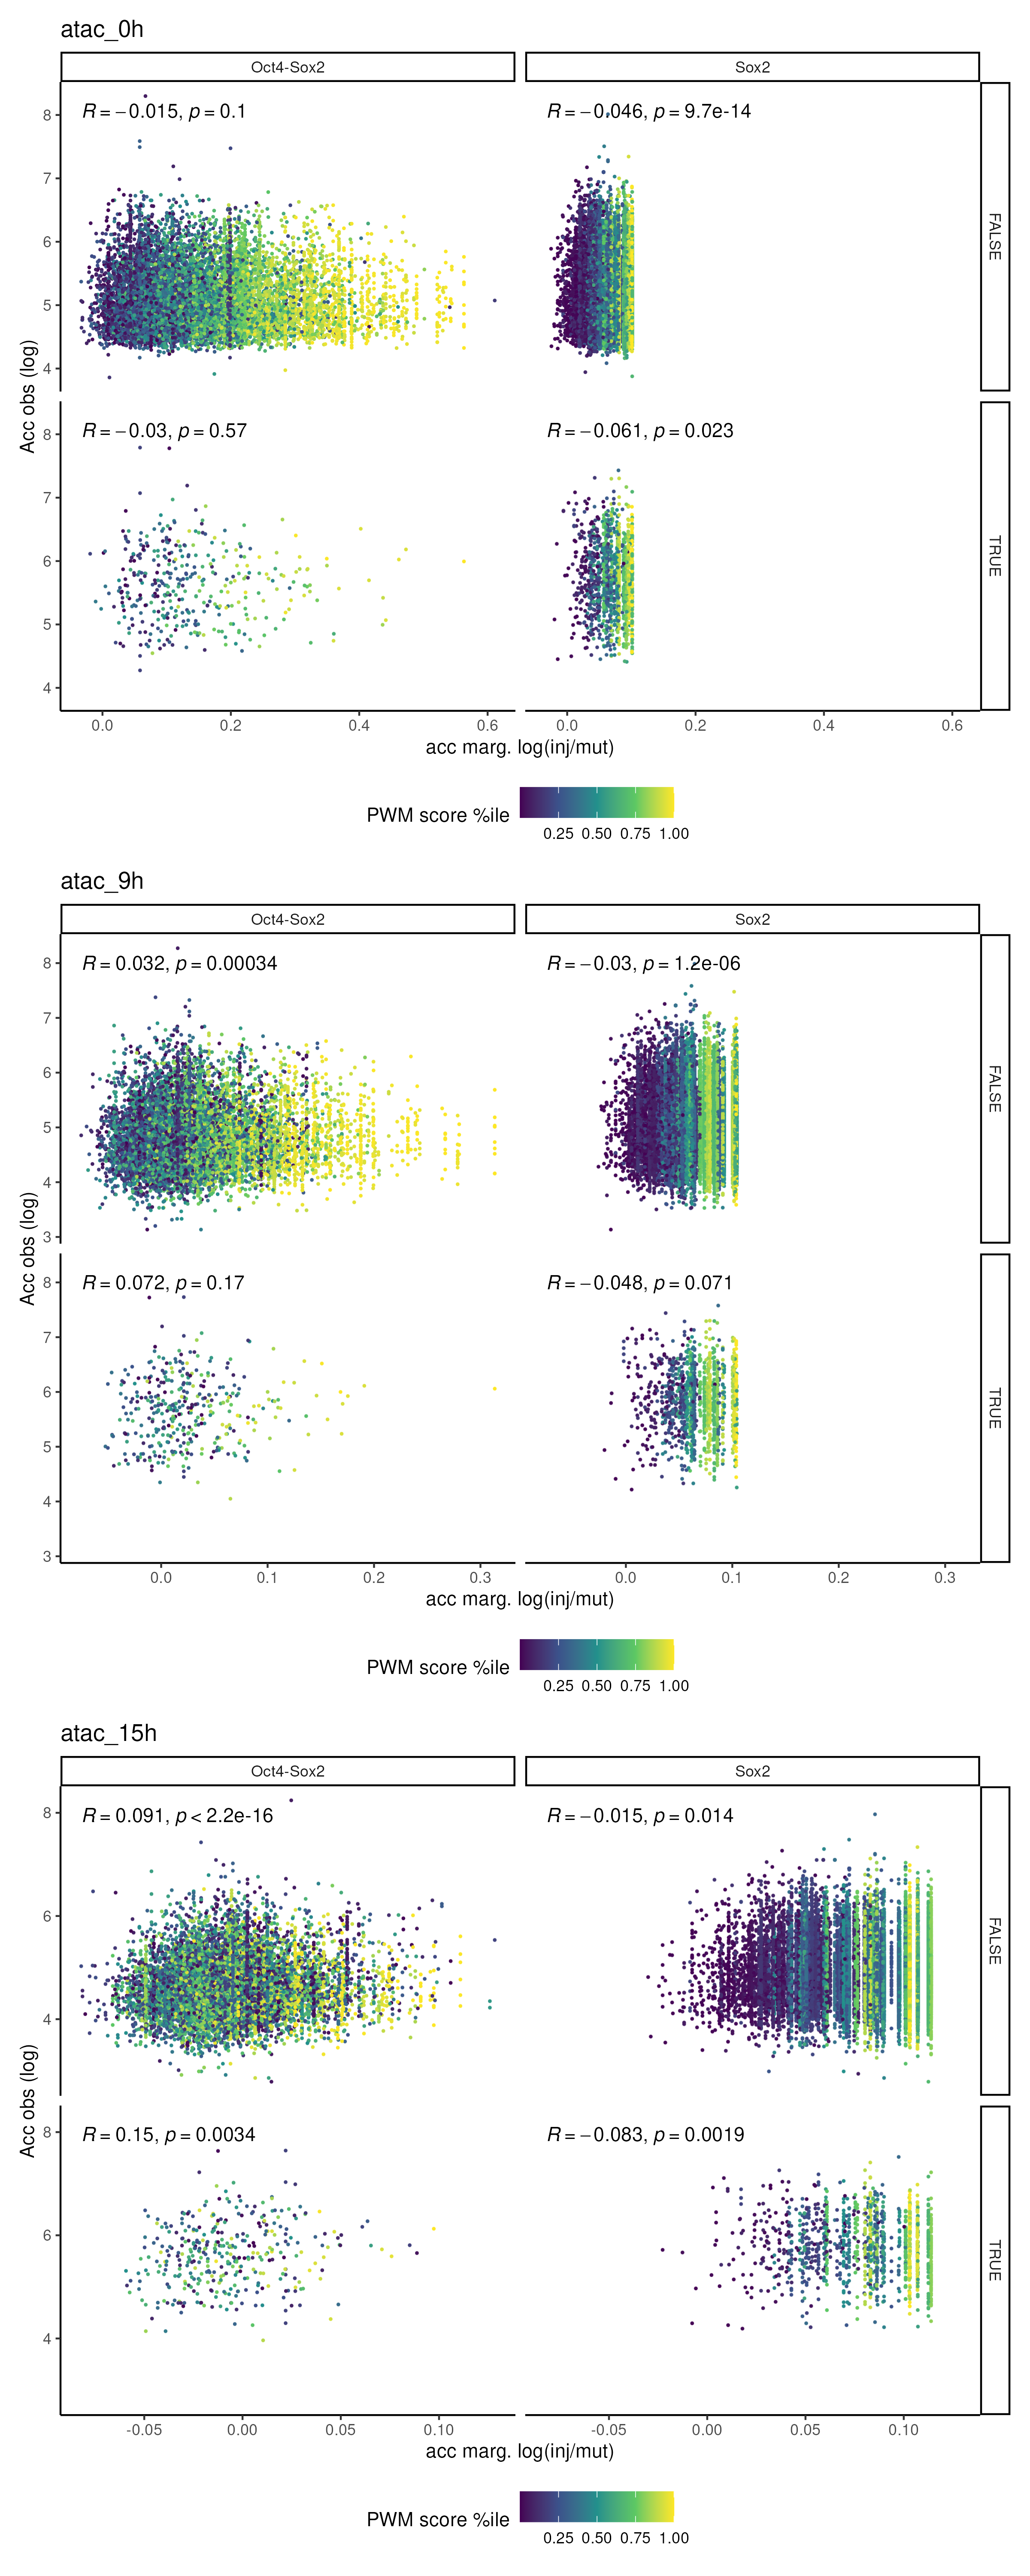 atac_0h
Oct4-Sox2 Sox2
R = −0.015, p = 0.1 R = −0.046, p = 9.7e-14
8
7
6
5
4
FALSE
R = −0.03, p = 0.57 R = −0.061, p = 0.023
8
7
6
5
4
TRUE
Acc obs (log)
0.0 0.2 0.4 0.6 0.0 0.2 0.4 0.6
acc marg. log(inj/mut)
PWM score %ile
0.25 0.50 0.75 1.00
atac_9h
Oct4-Sox2 Sox2
R = 0.032, p = 0.00034 R = −0.03, p = 1.2e-06
8
7
6
5
4
3
FALSE
R = 0.072, p = 0.17 R = −0.048, p = 0.071
8
7
6
5
4
3
TRUE
Acc obs (log)
0.0 0.1 0.2 0.3 0.0 0.1 0.2 0.3
acc marg. log(inj/mut)
PWM score %ile
0.25 0.50 0.75 1.00
atac_15h
Oct4-Sox2 Sox2
R = 0.091, p < 2.2e-16 R = −0.015, p = 0.014
8
6
4
FALSE
R = 0.15, p = 0.0034 R = −0.083, p = 0.0019
8
6
4
TRUE
Acc obs (log)
-0.05 0.00 0.05 0.10 -0.05 0.00 0.05 0.10
acc marg. log(inj/mut)
PWM score %ile
0.25 0.50 0.75 1.00